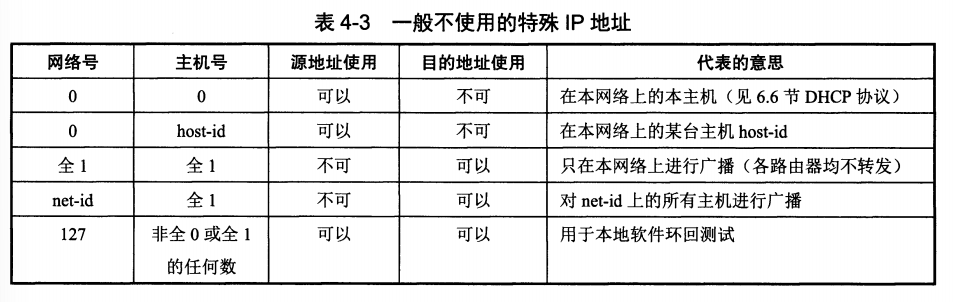 表 4-3 一般不使用的特殊 IP 地址
网络号 主机号 源地址使用 目的地址使用 代表的意思
0 0 可以 不可 在本网络上的本主机（见 6.6 节 DHCP 协议）
0 host-id 可以 不可 在本网络上的某台主机 host-id
全 1 全 1 不可 可以 只在本网络上进行广播（各路由器均不转发）
net-id 全 1 不可 可以 对 net-id 上的所有主机进行广播
127 非全 0 或全 1 可以 可以 用于本地软件环回测试
的任何数